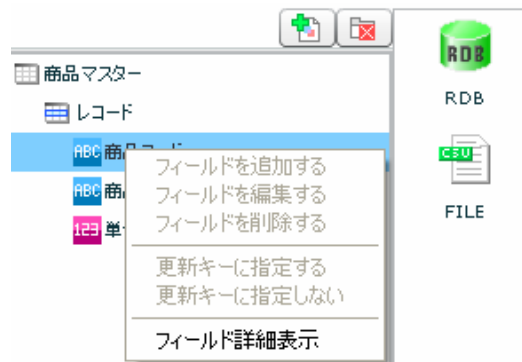 RDB
商品マスター
RDB
レコード
ABC 商品コード
CSV
フィールドを追加する
ABC 商
フィールドを編集する
FILE
123 単
フィールドを削除する
更新キーに指定する
更新キーに指定しない
フィールド詳細表示